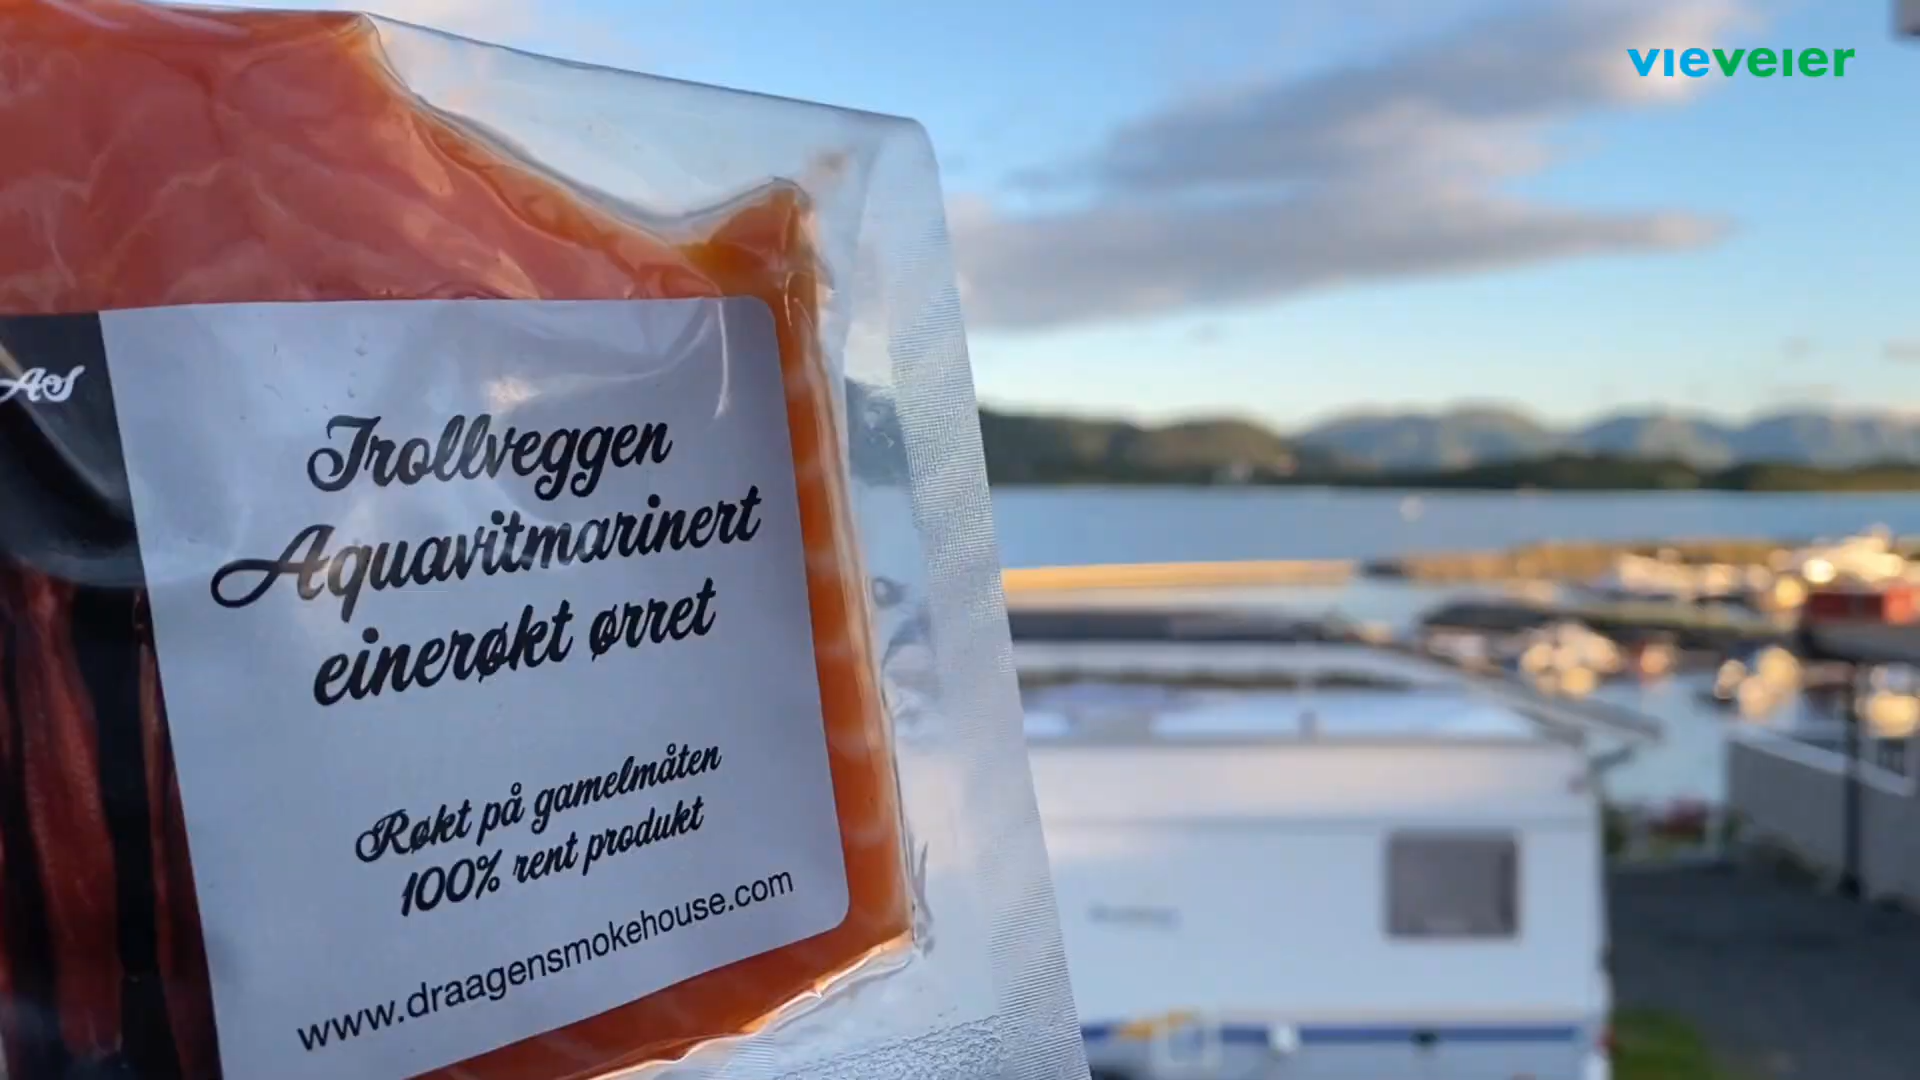 vieveier
AS
Trollveggen
Aquavitmarinert
einerøkt ørret
Røkt på gamelmåten
100% rent produkt
www.draagensmokehouse.com